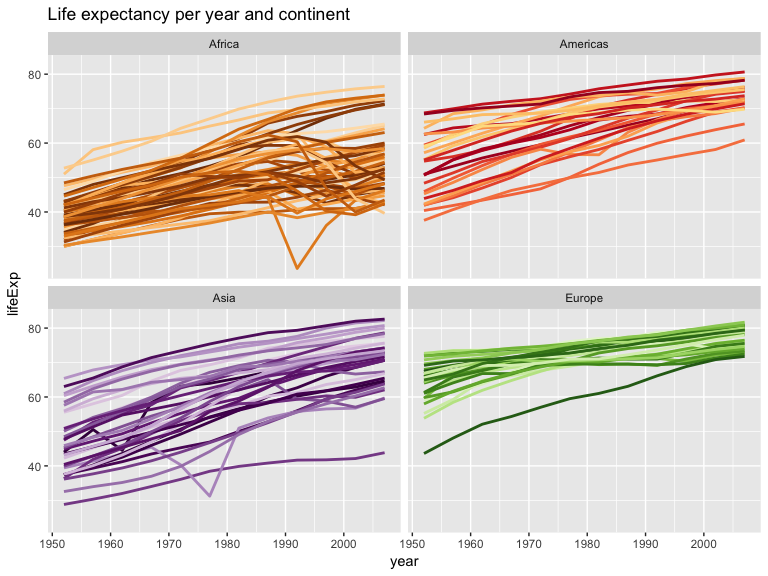 Life expectancy per year and continent
Africa
Americas
80
60
40
lifeExp
Asia
Europe
80
60
40
1950 1960 1970 1980 1990 2000 1950 1960 1970 1980 1990 2000
year